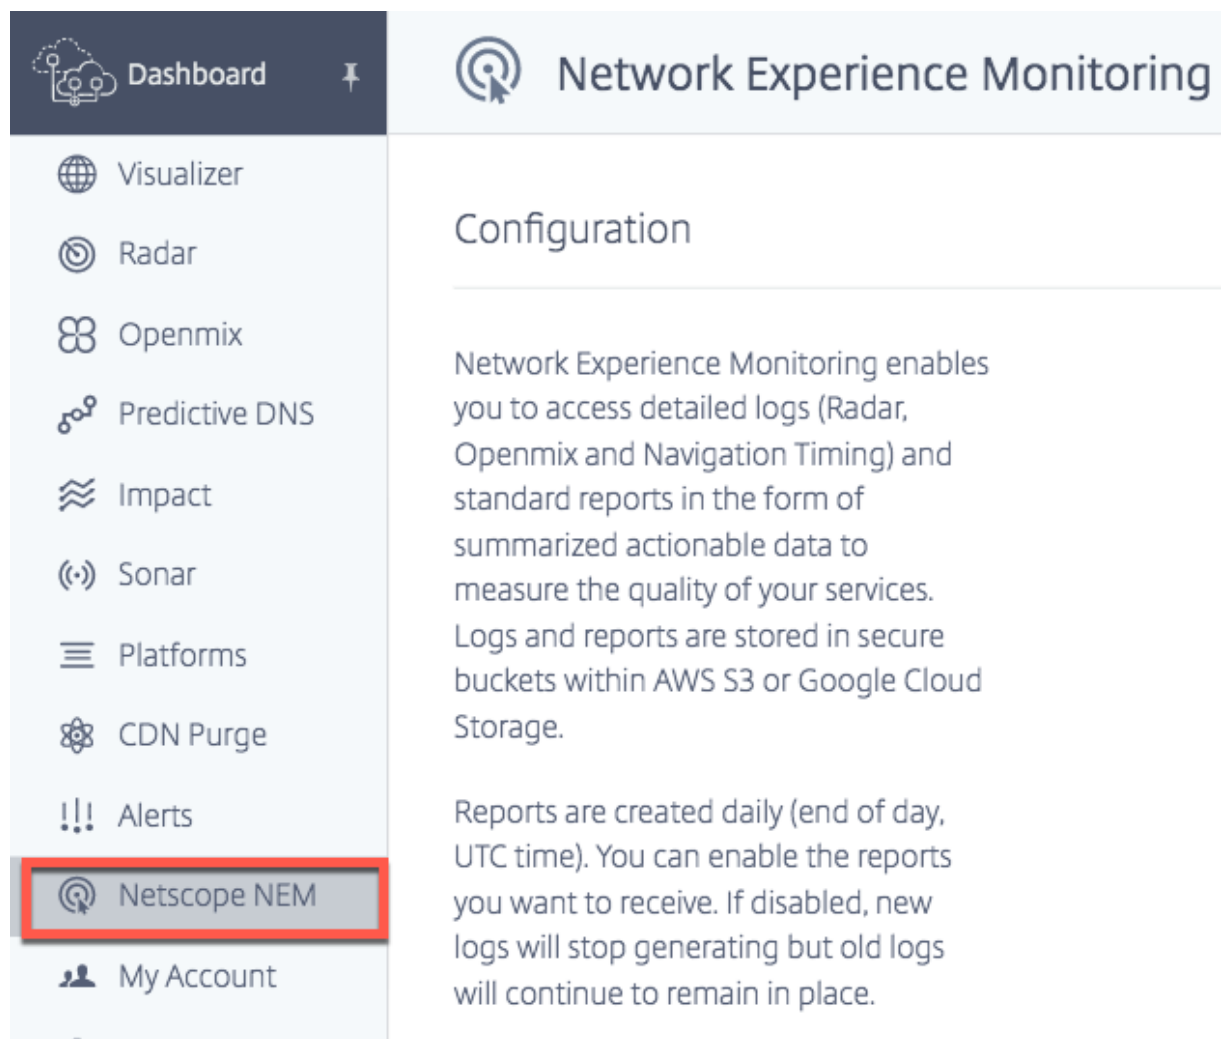 Dashboard
Network Experience Monitoring
Visualizer
Radar
Openmix
Predictive DNS
Impact
Sonar
Platforms
CDN Purge
Alerts
Netscope NEM
My Account
Configuration
Network Experience Monitoring enables
you to access detailed logs (Radar,
Openmix and Navigation Timing) and
standard reports in the form of
summarized actionable data to
measure the quality of your services.
Logs and reports are stored in secure
buckets within AWS S3 or Google Cloud
Storage.
Reports are created daily (end of day,
UTC time). You can enable the reports
you want to receive. If disabled, new
logs will stop generating but old logs
will continue to remain in place.